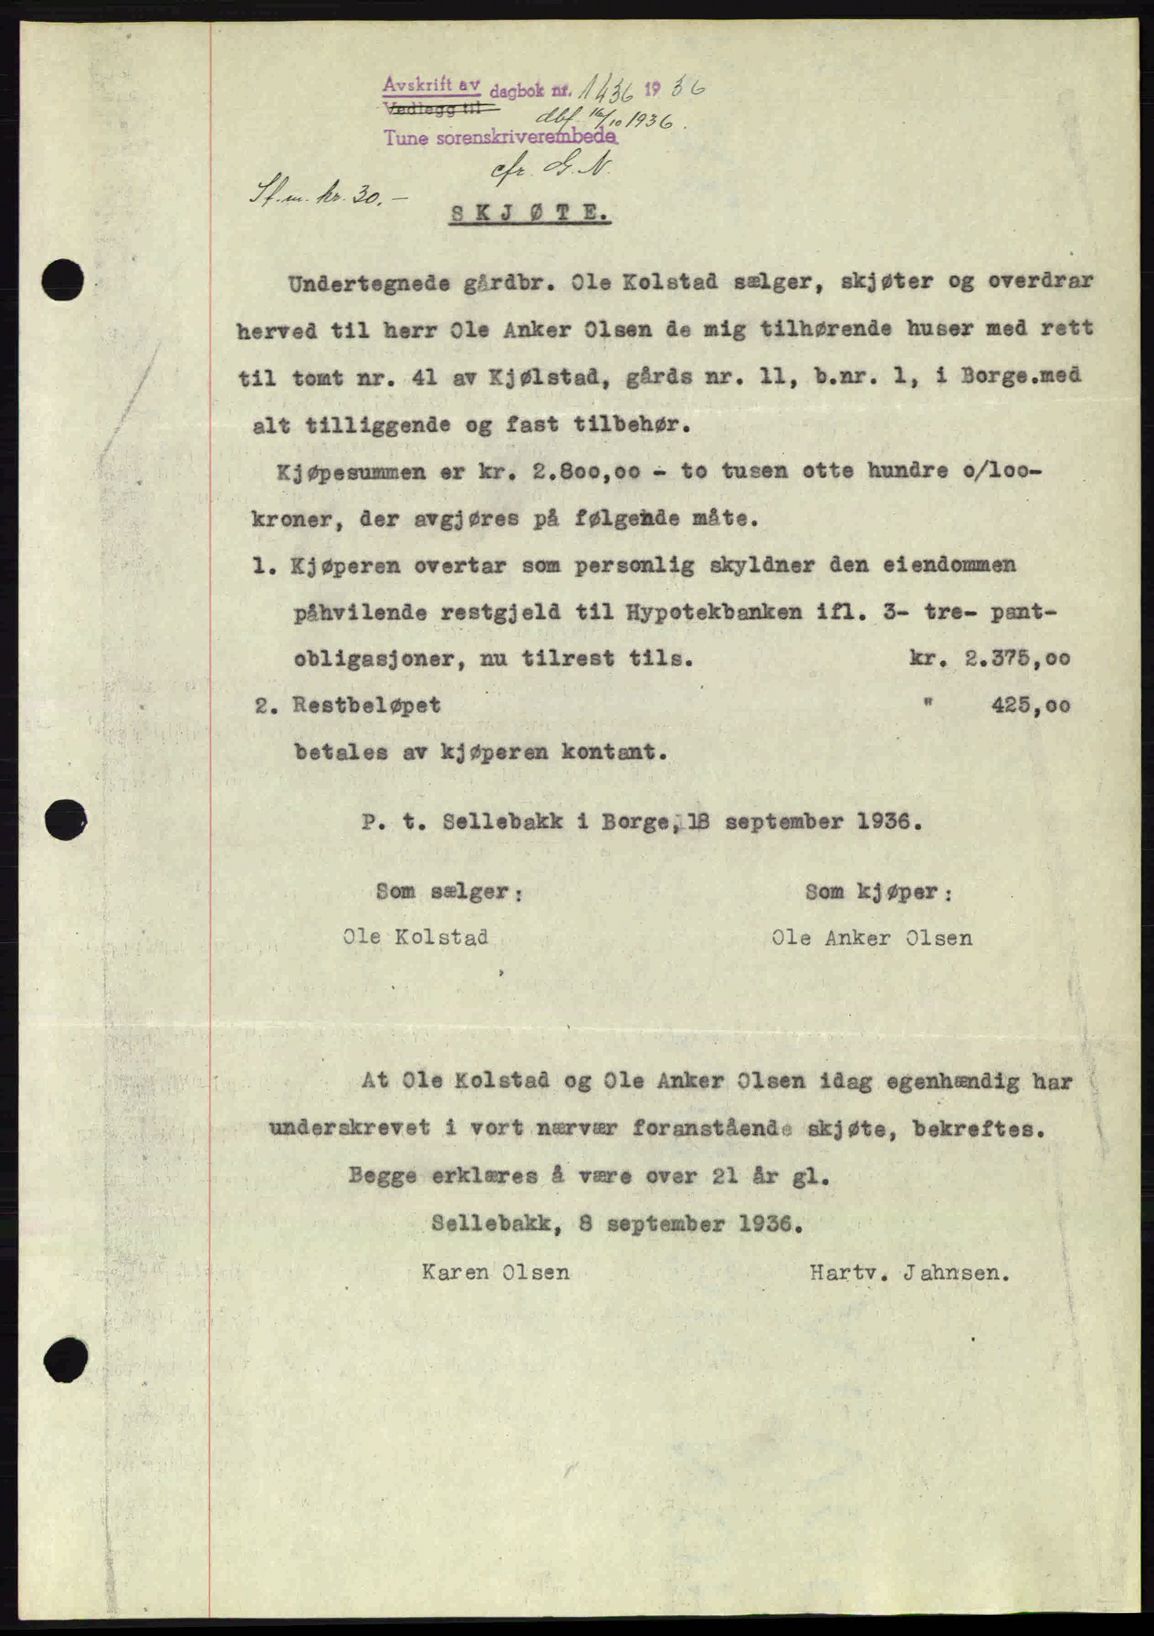 Avskrift av dagbok nr. 1436 1936
Vedlegg til
dbf. 16/10 1936.
Tune sorenskriverembede
cfr. G. N.
St.m. kr. 30.-
SKJØTE.
Undertegnede gårdbr. Ole Kolstad sælger, skjøter og overdrar
herved til herr Ole Anker Olsen de mig tilhørende huser med rett
til tomt nr. 41 av Kjølstad, gårds nr. 11, b.nr. 1, i Borge.med
alt tilliggende og fast tilbehør.
Kjøpesummen er kr. 2.800,oo - to tusen otte hundre o/loo-
kroner, der avgjøres på følgende måte.
1. Kjøperen overtar som personlig skyldner den eiendommen
påhvilende restgjeld til Hypotekbanken ifl. 3- tre- pant-
obligasjoner, nu tilrest tils. kr. 2.375,oo
2. Restbeløpet " 425,oo
betales av kjøperen kontant.
P. t. Sellebakk i Borge, 18 september 1936.
Som sælger: Som kjøper:
Ole Kolstad Ole Anker Olsen
At Ole Kolstad og Ole Anker Olsen idag egenhændig har
underskrevet i vort nærvær foranstående skjøte, bekreftes.
Begge erklæres å være over 21 år gl.
Sellebakk, 8 september 1936.
Karen Olsen Hartv. Jahnsen.